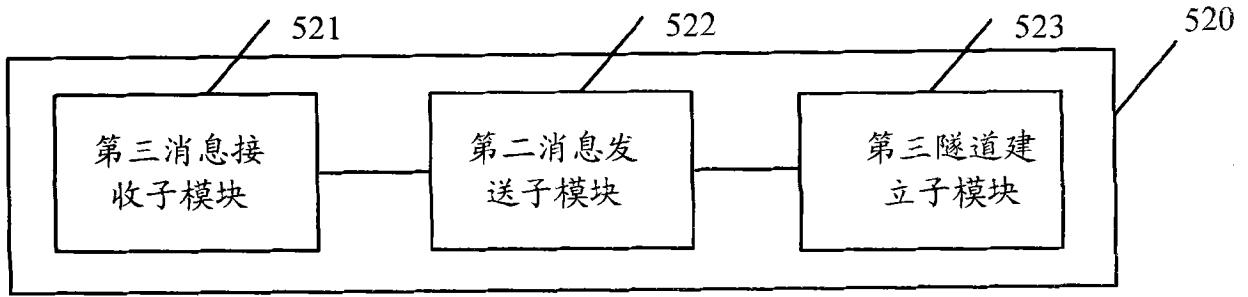 521
522
523
520
第三消息接
收子模块
第二消息发
送子模块
第三隧道建
立子模块